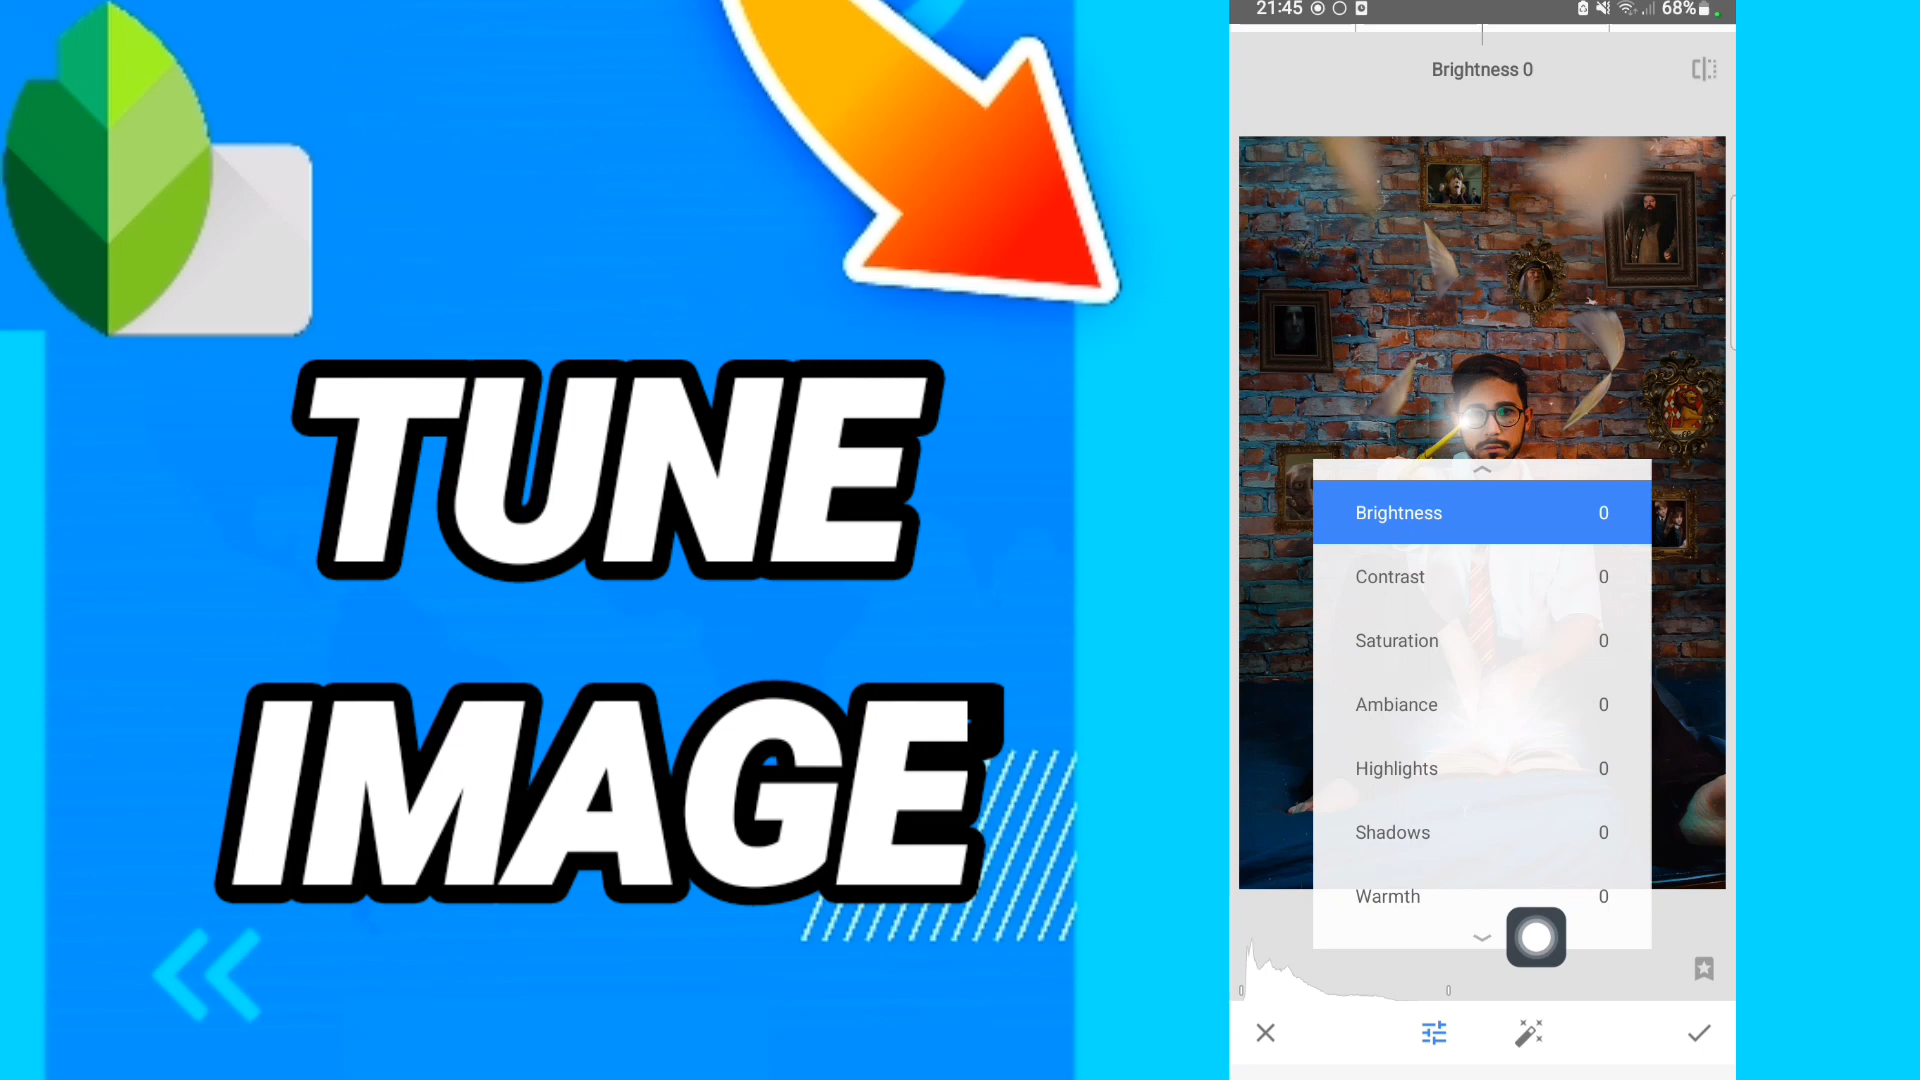 TUNE
IMAGE
21:45
68%
Brightness 0
Brightness 0
Contrast 0
Saturation 0
Ambiance 0
Highlights 0
Shadows 0
Warmth 0